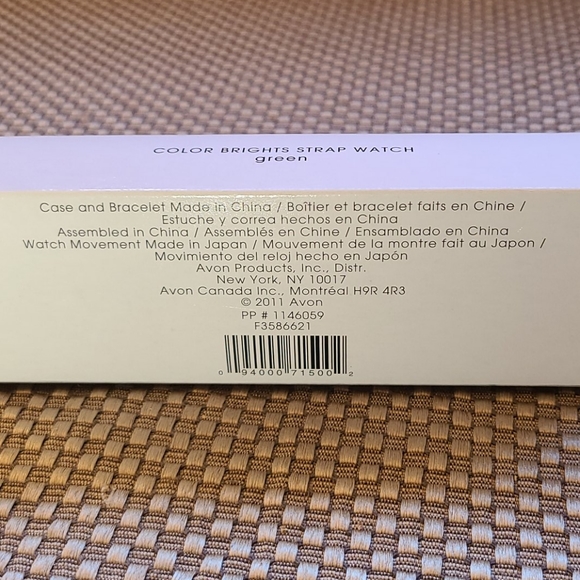 COLOR BRIGHTS STRAP WATCH
green
Case and Bracelet Made in China / Boîtier et bracelet faits en Chine /
Estuche y correa hechos en China
Assembled in China / Assemblés en Chine / Ensamblado en China
Watch Movement Made in Japan / Mouvement de la montre fait au Japon /
Movimiento del reloj hecho en Japón
Avon Products, Inc., Distr.
New York, NY 10017
Avon Canada Inc., Montréal H9R 4R3
© 2011 Avon
PP # 1146059
F3586621
0 94000 71500 2